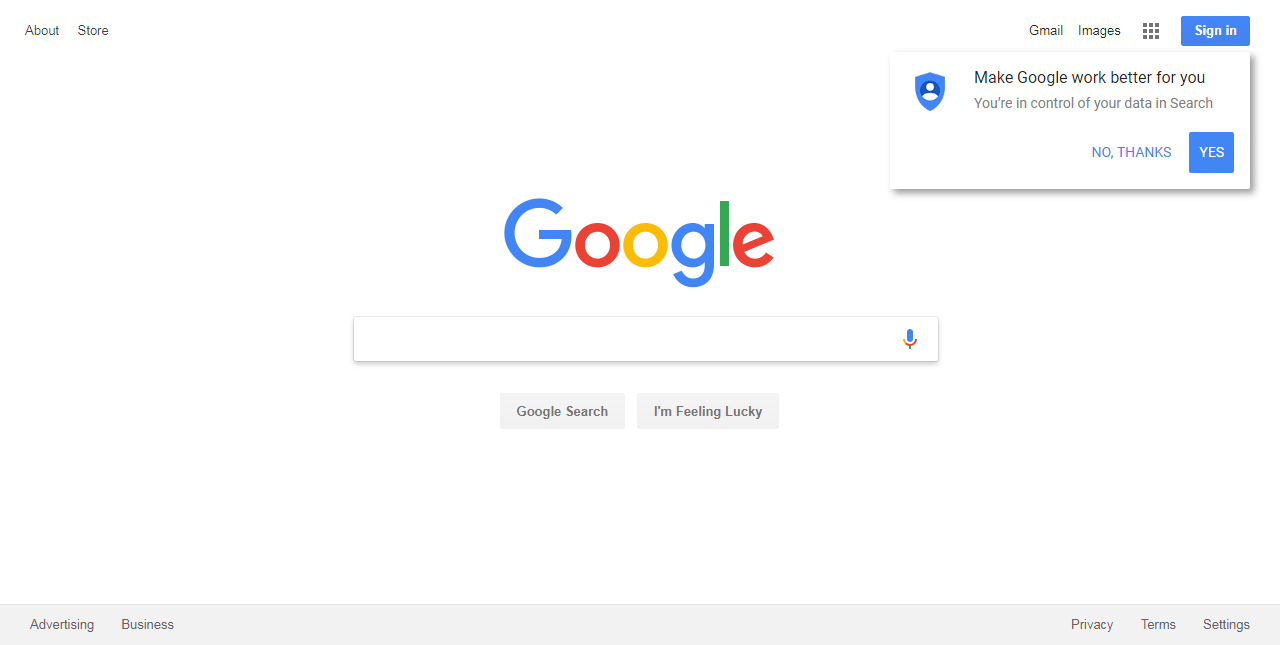 About Store Gmail Images Sign in
Make Google work better for you
You're in control of your data in Search
NO, THANKS YES
Google
Google Search I'm Feeling Lucky
Advertising Business Privacy Terms Settings